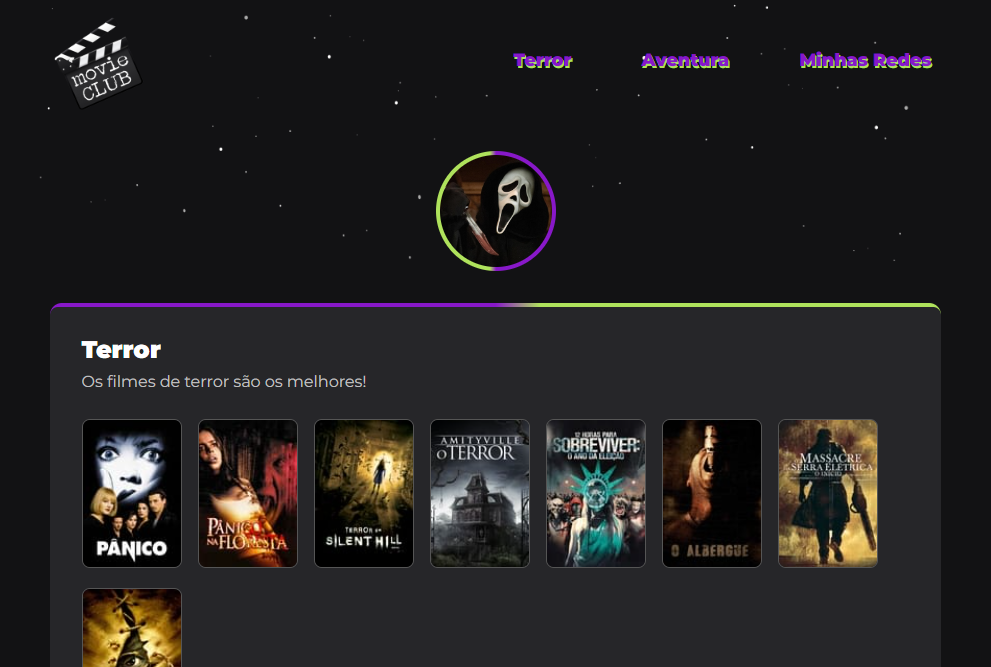 movie
CLUB
Terror
Aventura
Minhas Redes
Terror
Os filmes de terror são os melhores!
PÂNICO
PÂNICO
NA FLORESTA
TERROR EM
SILENT HILL
AMITYVILLE
O TERROR
12 HORAS PARA
SOBREVIVER:
O ANO DA ELEIÇÃO
O ALBERGUE
O MASSACRE
DA SERRA ELÉTRICA
O INÍCIO